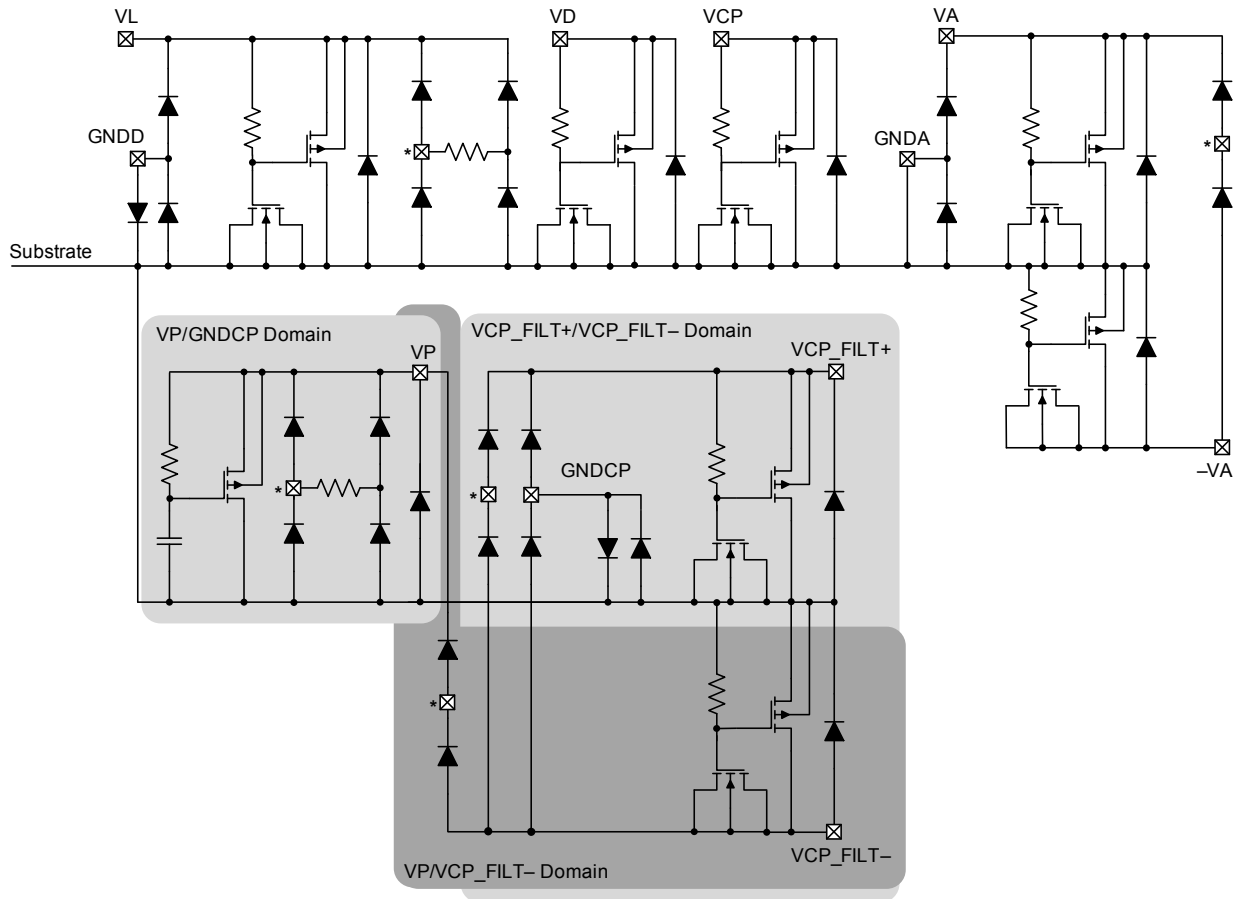 VL
VD
VCP
VA
GNDD
*
GNDA
*
Substrate
VP/GNDCP Domain
VP
VCP_FILT+/VCP_FILT– Domain
VCP_FILT+
GNDCP
–VA
*
*
*
VCP_FILT–
VP/VCP_FILT– Domain